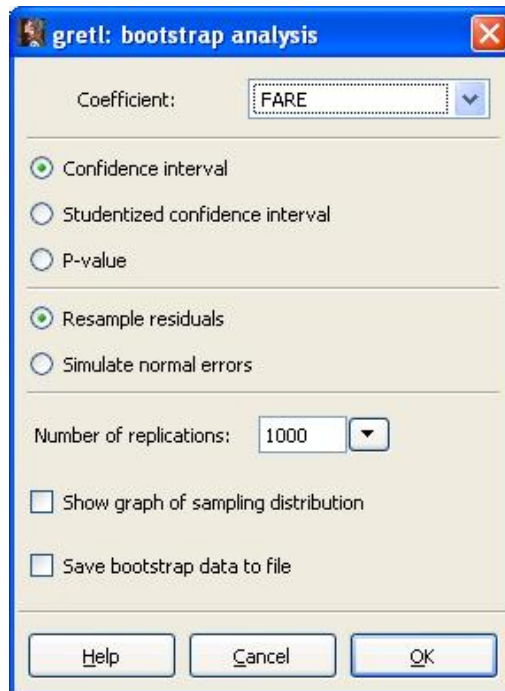 gretl: bootstrap analysis
Coefficient: FARE
Confidence interval
Studentized confidence interval
P-value
Resample residuals
Simulate normal errors
Number of replications: 1000
Show graph of sampling distribution
Save bootstrap data to file
Help Cancel OK